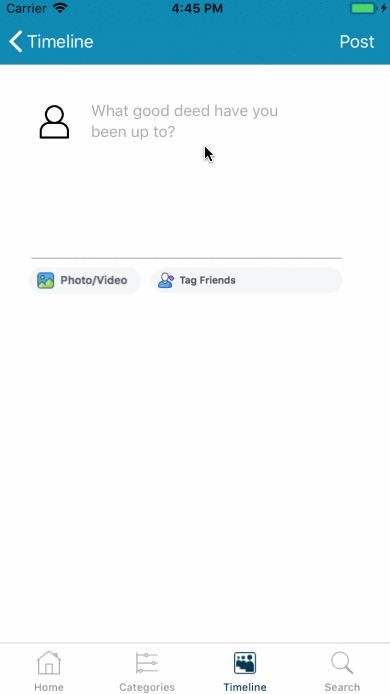 Carrier 4:45 PM
Timeline Post
What good deed have you
been up to?
Photo/Video Tag Friends
Home Categories Timeline Search